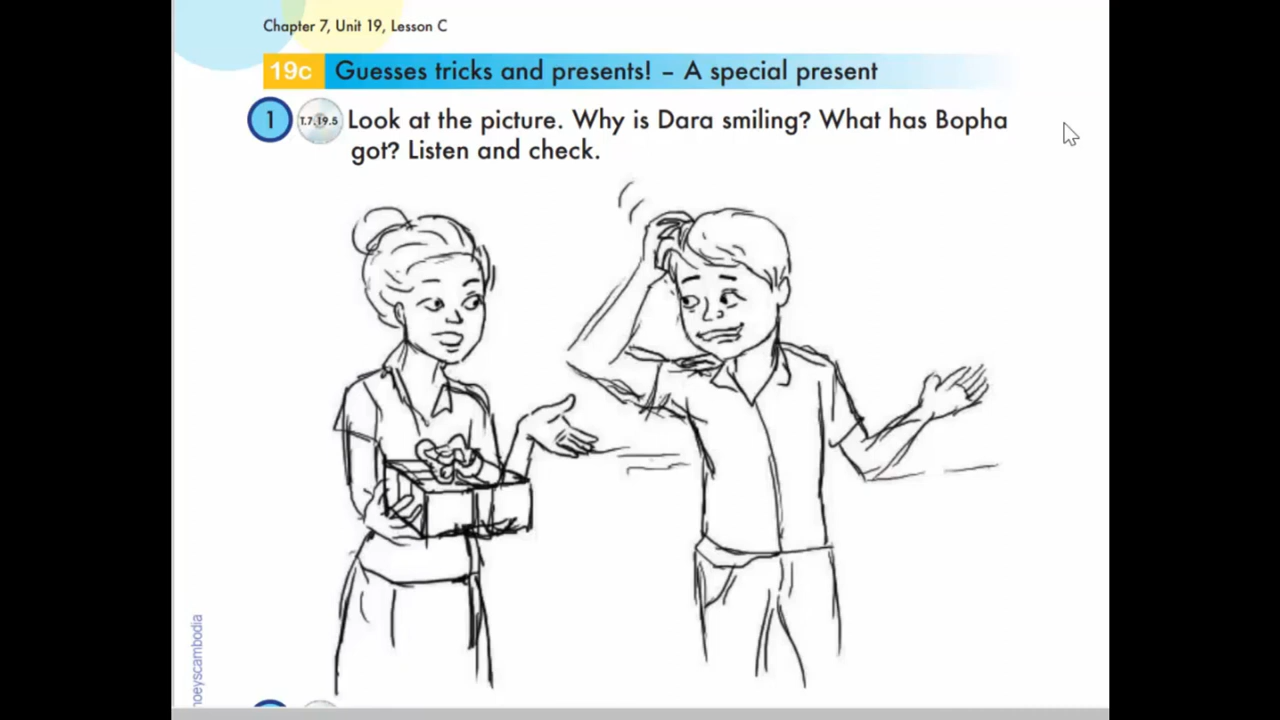 Chapter 7, Unit 19, Lesson C
19c Guesses tricks and presents! – A special present
1 T.7.19.5 Look at the picture. Why is Dara smiling? What has Bopha
got? Listen and check.